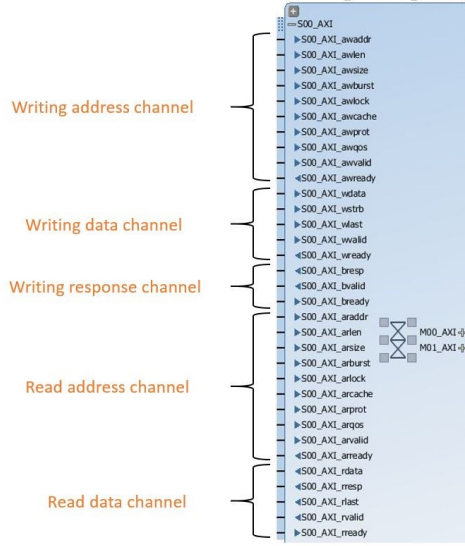 S00_AXI
S00_AXI_awaddr
S00_AXI_awlen
S00_AXI_awsize
S00_AXI_awburst
S00_AXI_awlock
Writing address channel
S00_AXI_awcache
S00_AXI_awprot
S00_AXI_awqos
S00_AXI_awvalid
S00_AXI_awready
S00_AXI_wdata
S00_AXI_wstrb
Writing data channel
S00_AXI_wlast
S00_AXI_wvalid
S00_AXI_wready
S00_AXI_bresp
Writing response channel
S00_AXI_bvalid
S00_AXI_bready
S00_AXI_araddr
S00_AXI_arlen
M00_AXI
S00_AXI_arsize
M01_AXI
S00_AXI_arburst
S00_AXI_arlock
Read address channel
S00_AXI_arcache
S00_AXI_arprot
S00_AXI_arqos
S00_AXI_arvalid
S00_AXI_arready
S00_AXI_rdata
S00_AXI_rresp
Read data channel
S00_AXI_rlast
S00_AXI_rvalid
S00_AXI_rready